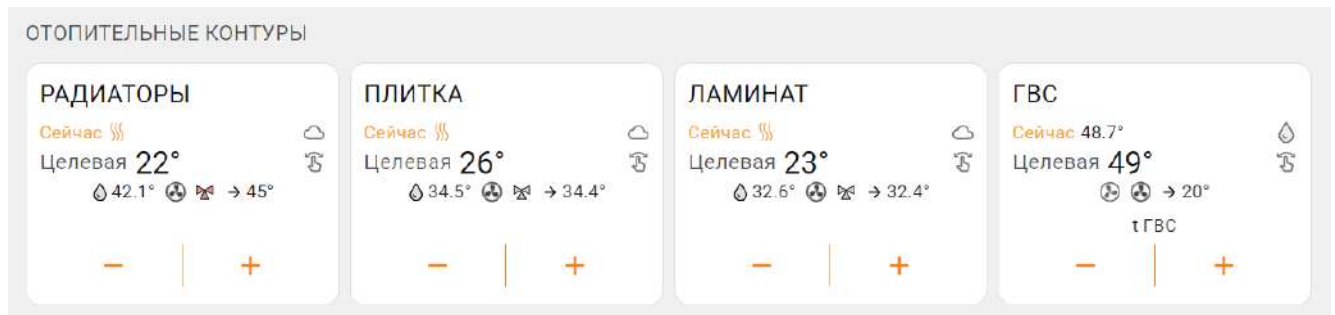 ОТОПИТЕЛЬНЫЕ КОНТУРЫ
РАДИАТОРЫ
Сейчас
Целевая 22°
42.1° → 45°
− +
ПЛИТКА
Сейчас
Целевая 26°
34.5° → 34.4°
− +
ЛАМИНАТ
Сейчас
Целевая 23°
32.6° → 32.4°
− +
ГВС
Сейчас 48.7°
Целевая 49°
→ 20°
t ГВС
− +